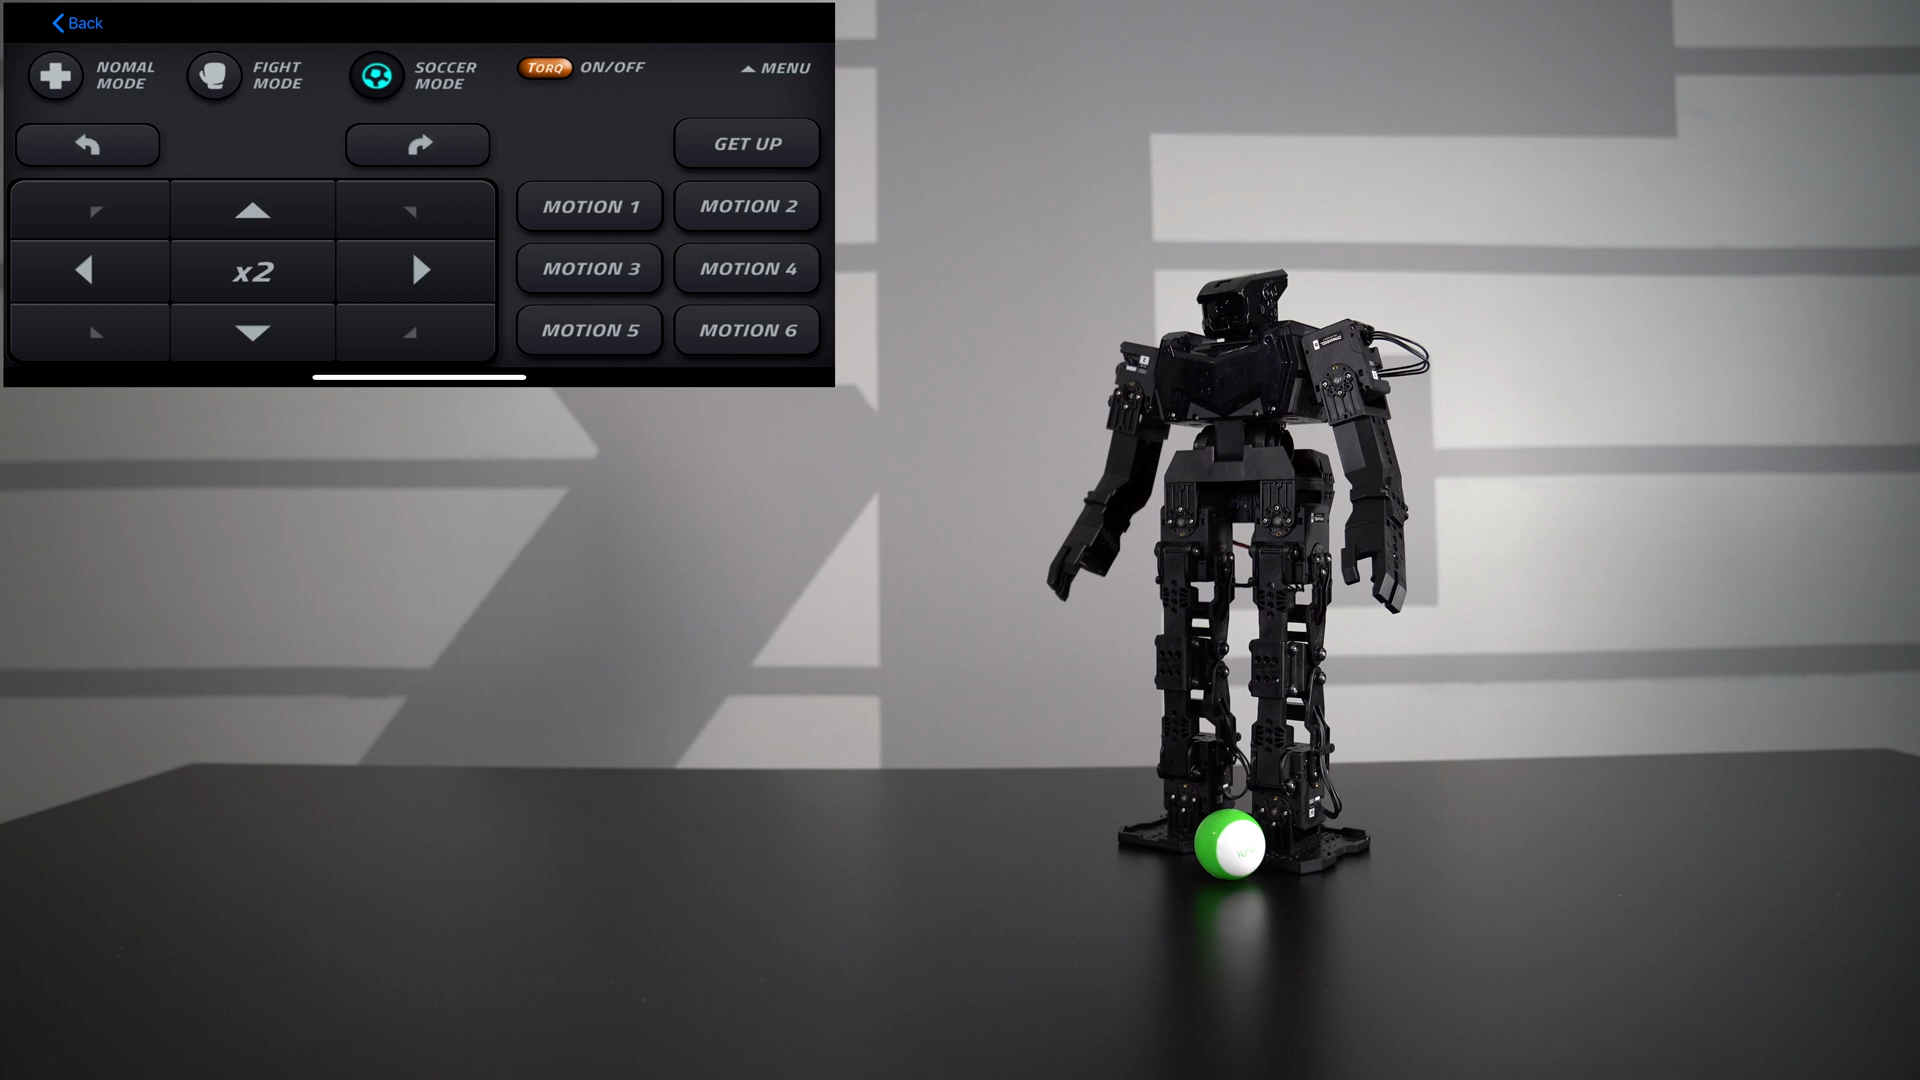 Back
NOMAL
MODE
FIGHT
MODE
SOCCER
MODE
TORQ ON/OFF
MENU
GET UP
MOTION 1
MOTION 2
x2
MOTION 3
MOTION 4
MOTION 5
MOTION 6